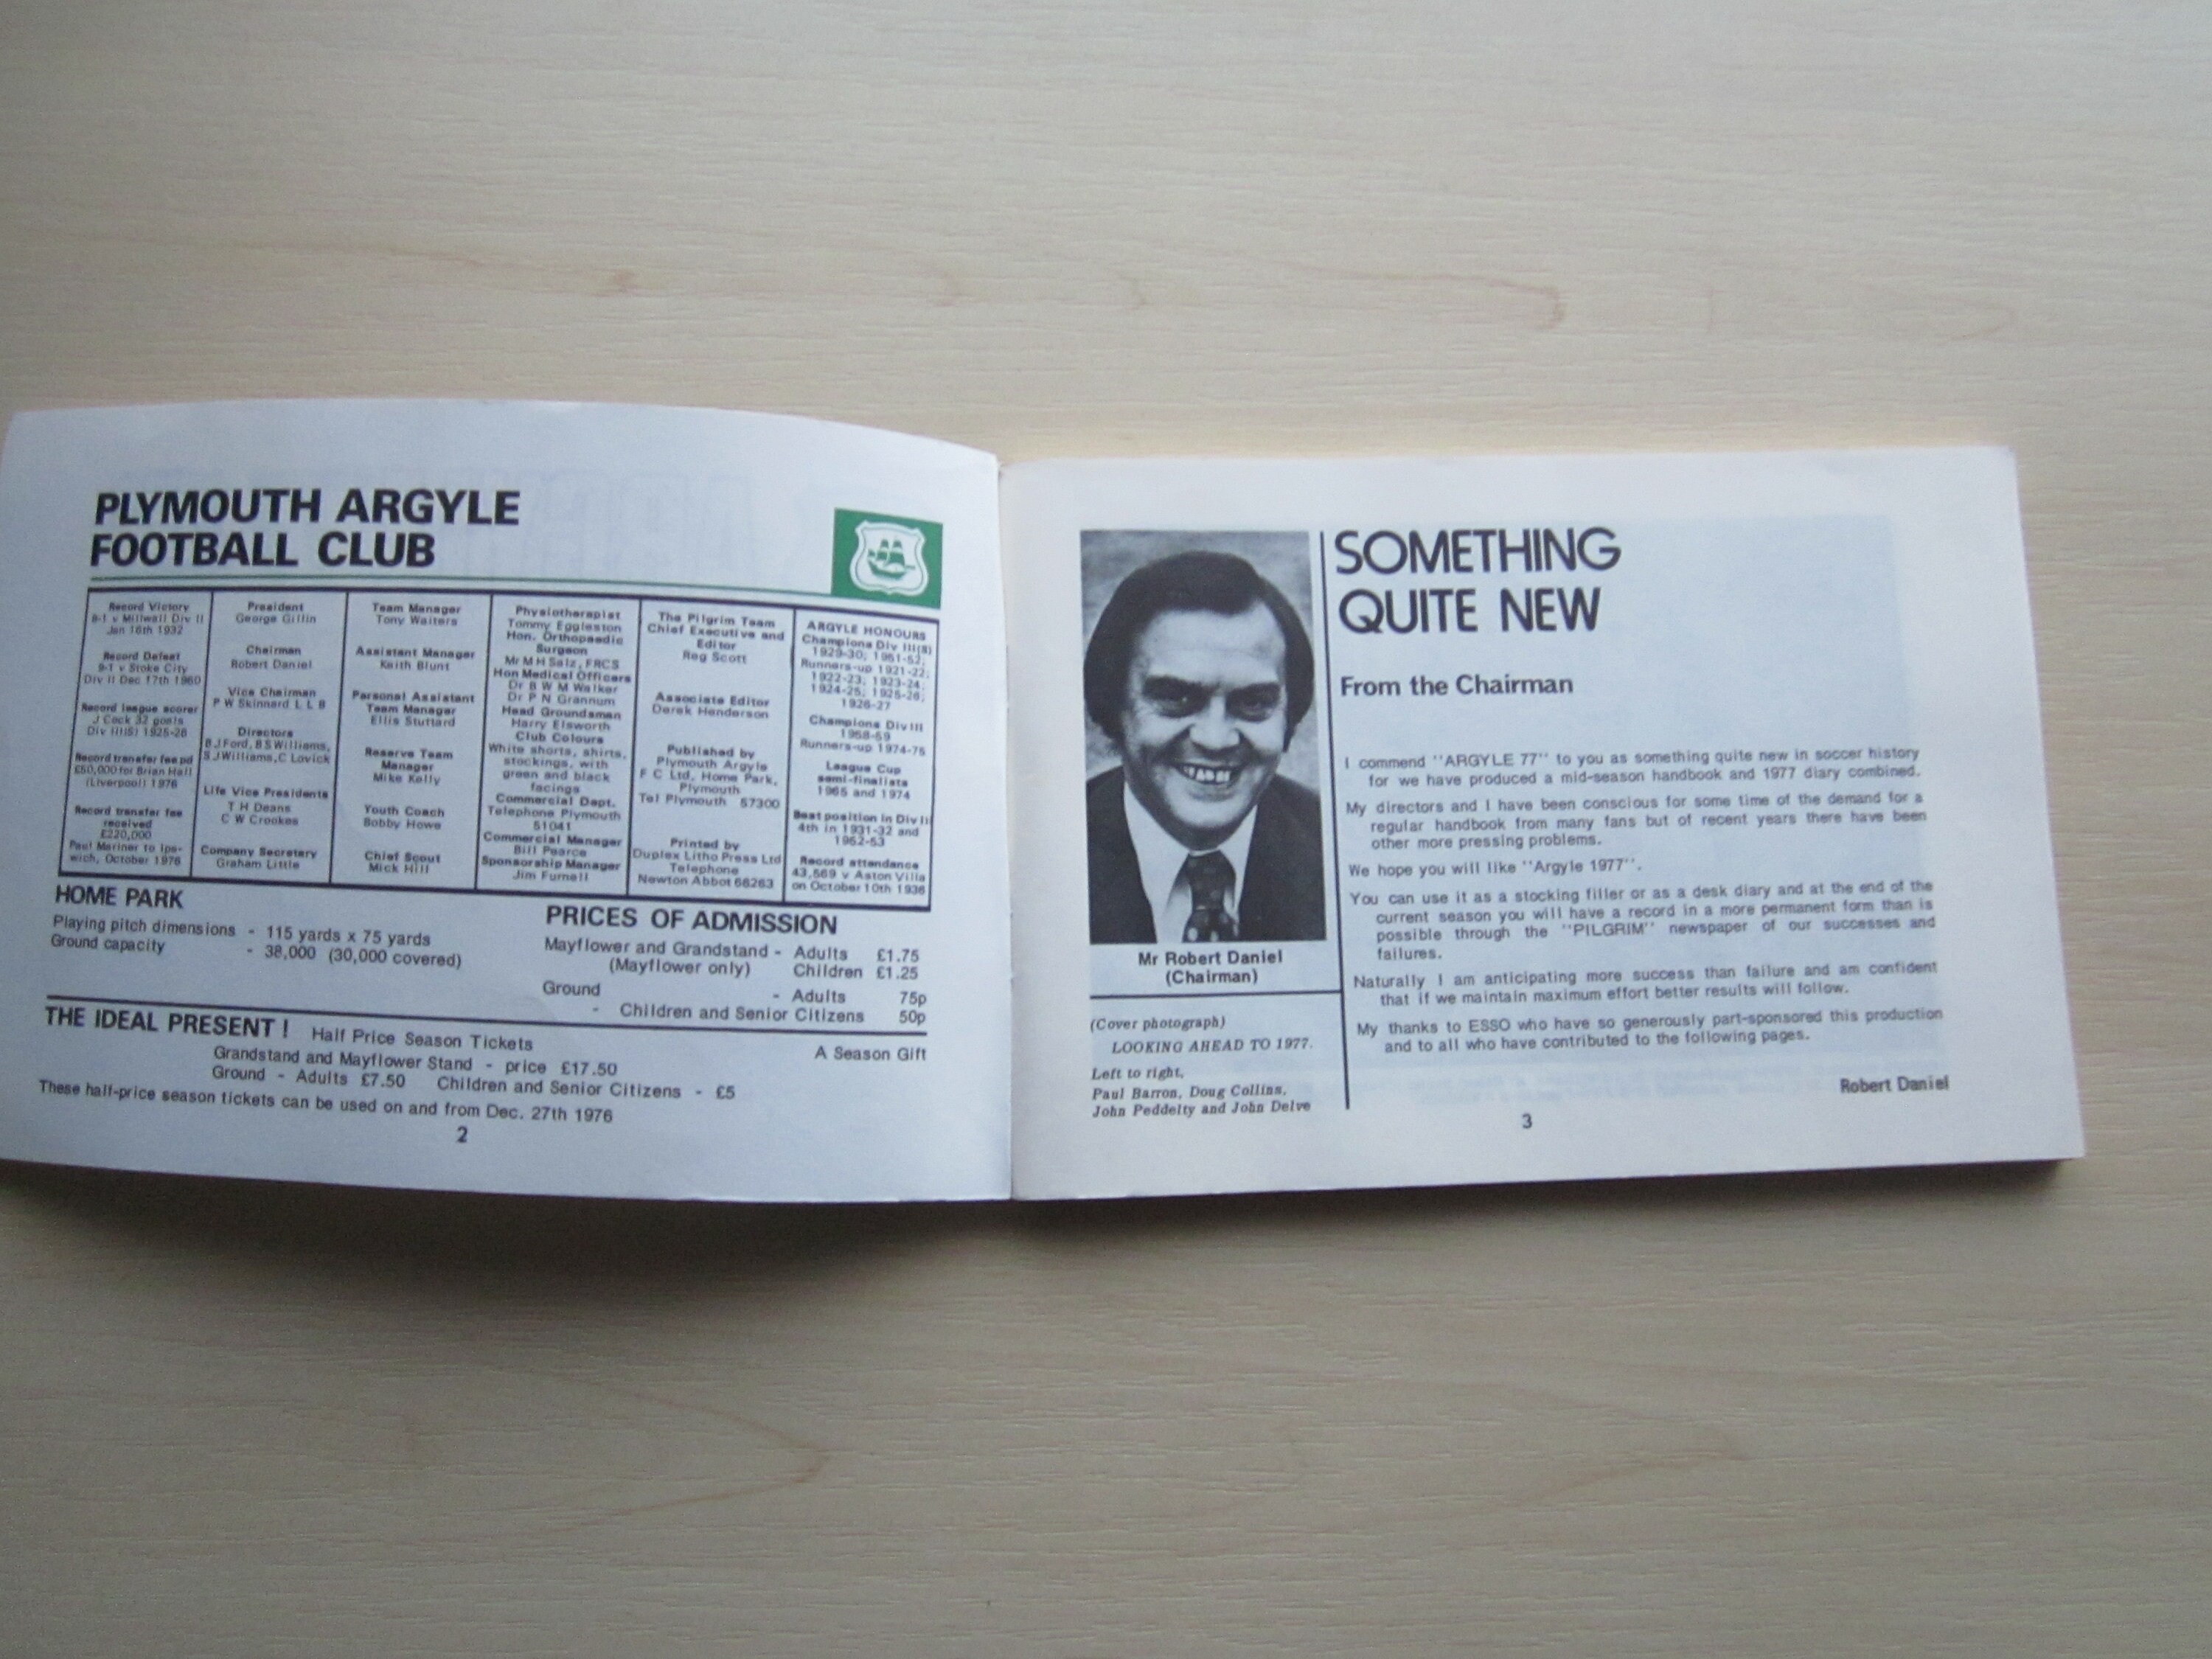 PLYMOUTH ARGYLE
FOOTBALL CLUB
Record Victory
8-1 v Millwall Div II
Jan 16th 1932
Record Defeat
9-1 v Stoke City
Div II Dec 17th 1960
Record league scorer
J Cock 32 goals
Div III(S) 1925-26
Record transfer fee pd
£50,000 for Brian Hall
(Liverpool) 1976
Record transfer fee
received
£220,000
Paul Mariner to Ips-
wich, October 1976
President
George Gillin
Chairman
Robert Daniel
Vice Chairman
P W Skinnard L L B
Directors
B J Ford, B S Williams,
S J Williams, C Lovick
Life Vice Presidents
T H Deans
C W Crookes
Company Secretary
Graham Little
Team Manager
Tony Waiters
Assistant Manager
Keith Blunt
Personal Assistant
Team Manager
Ellis Stuttard
Reserve Team
Manager
Mike Kelly
Youth Coach
Bobby Howe
Chief Scout
Mick Hill
Physiotherapist
Tommy Eggleston
Hon. Orthopaedic
Surgeon
Mr M H Salz, FRCS
Hon Medical Officers
Dr B W M Walker
Dr P N Grannum
Head Groundsman
Harry Elsworth
Club Colours
White shorts, shirts,
stockings, with
green and black
facings
Commercial Dept.
Telephone Plymouth
51041
Commercial Manager
Bill Pearce
Sponsorship Manager
Jim Furnell
The Pilgrim Team
Chief Executive and
Editor
Reg Scott
Associate Editor
Derek Henderson
Published by
Plymouth Argyle
F C Ltd, Home Park,
Plymouth
Tel Plymouth 57300
Printed by
Duplex Litho Press Ltd
Telephone
Newton Abbot 66263
ARGYLE HONOURS
Champions Div III(S)
1929-30; 1951-52;
Runners-up 1921-22;
1922-23; 1923-24;
1924-25; 1925-26;
1926-27
Champions Div III
1958-59
Runners-up 1974-75
League Cup
semi-finalists
1965 and 1974
Best position in Div II
4th in 1931-32 and
1952-53
Record attendance
43,569 v Aston Villa
on October 10th 1936
HOME PARK
Playing pitch dimensions - 115 yards x 75 yards
Ground capacity - 38,000 (30,000 covered)
PRICES OF ADMISSION
Mayflower and Grandstand - Adults £1.75
(Mayflower only) Children £1.25
Ground - Adults 75p
- Children and Senior Citizens 50p
THE IDEAL PRESENT! Half Price Season Tickets
A Season Gift
Grandstand and Mayflower Stand - price £17.50
Ground - Adults £7.50 Children and Senior Citizens - £5
These half-price season tickets can be used on and from Dec. 27th 1976
2
Mr Robert Daniel
(Chairman)
(Cover photograph)
LOOKING AHEAD TO 1977.
Left to right,
Paul Barron, Doug Collins,
John Peddelty and John Delve
SOMETHING
QUITE NEW
From the Chairman
I commend "ARGYLE 77" to you as something quite new in soccer history
for we have produced a mid-season handbook and 1977 diary combined.
My directors and I have been conscious for some time of the demand for a
regular handbook from many fans but of recent years there have been
other more pressing problems.
We hope you will like "Argyle 1977".
You can use it as a stocking filler or as a desk diary and at the end of the
current season you will have a record in a more permanent form than is
possible through the "PILGRIM" newspaper of our successes and
failures.
Naturally I am anticipating more success than failure and am confident
that if we maintain maximum effort better results will follow.
My thanks to ESSO who have so generously part-sponsored this production
and to all who have contributed to the following pages.
Robert Daniel
3